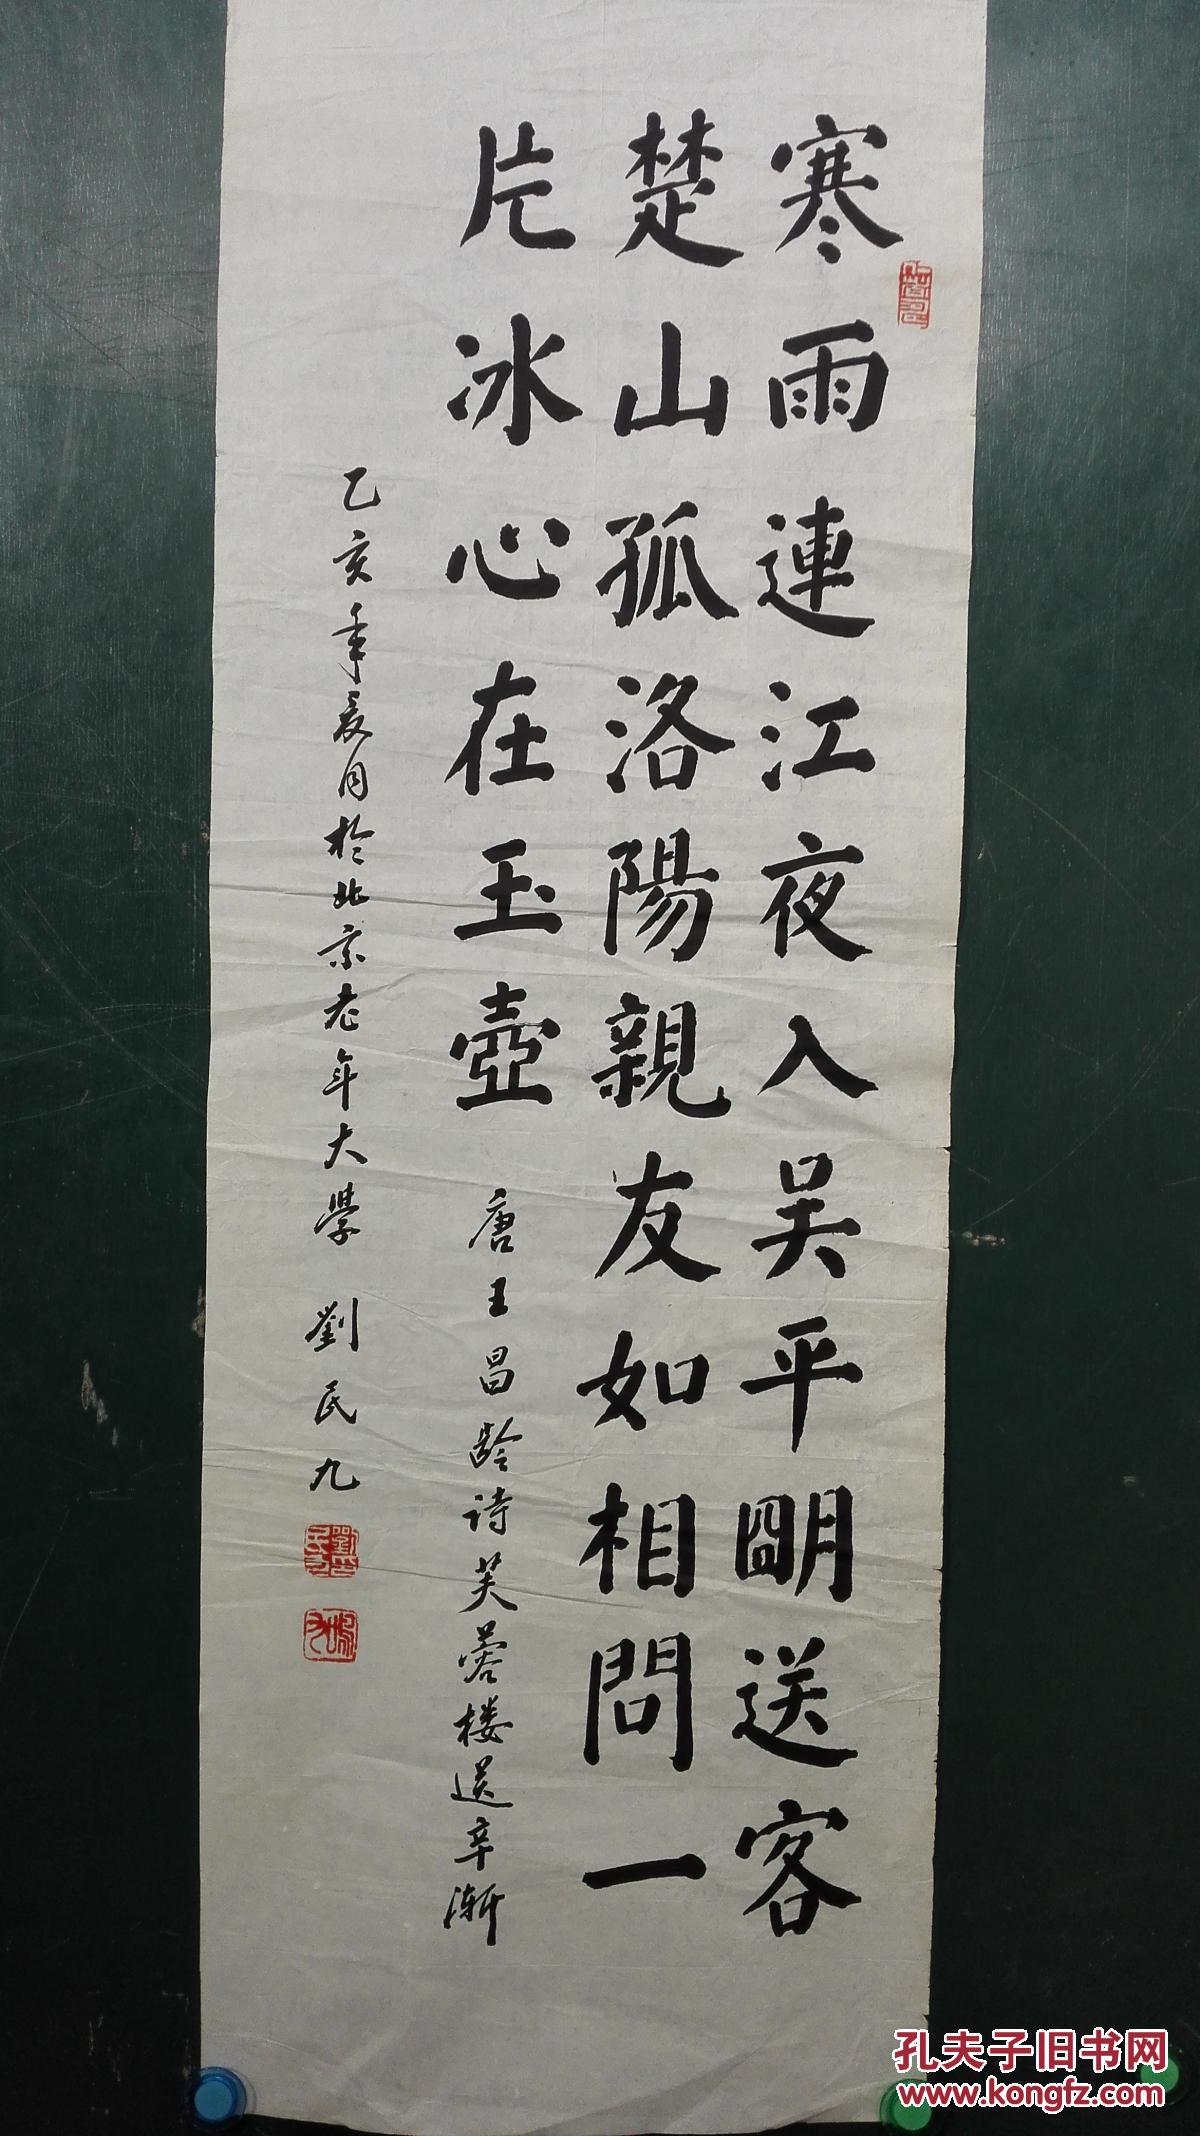 寒雨連江夜入吴平明送客
楚山孤洛陽親友如相問一
片冰心在玉壺
唐王昌龄诗芙蓉楼送辛渐
乙亥年夏月於北京老年大學 劉民九
孔夫子旧书网
www.kongfz.com